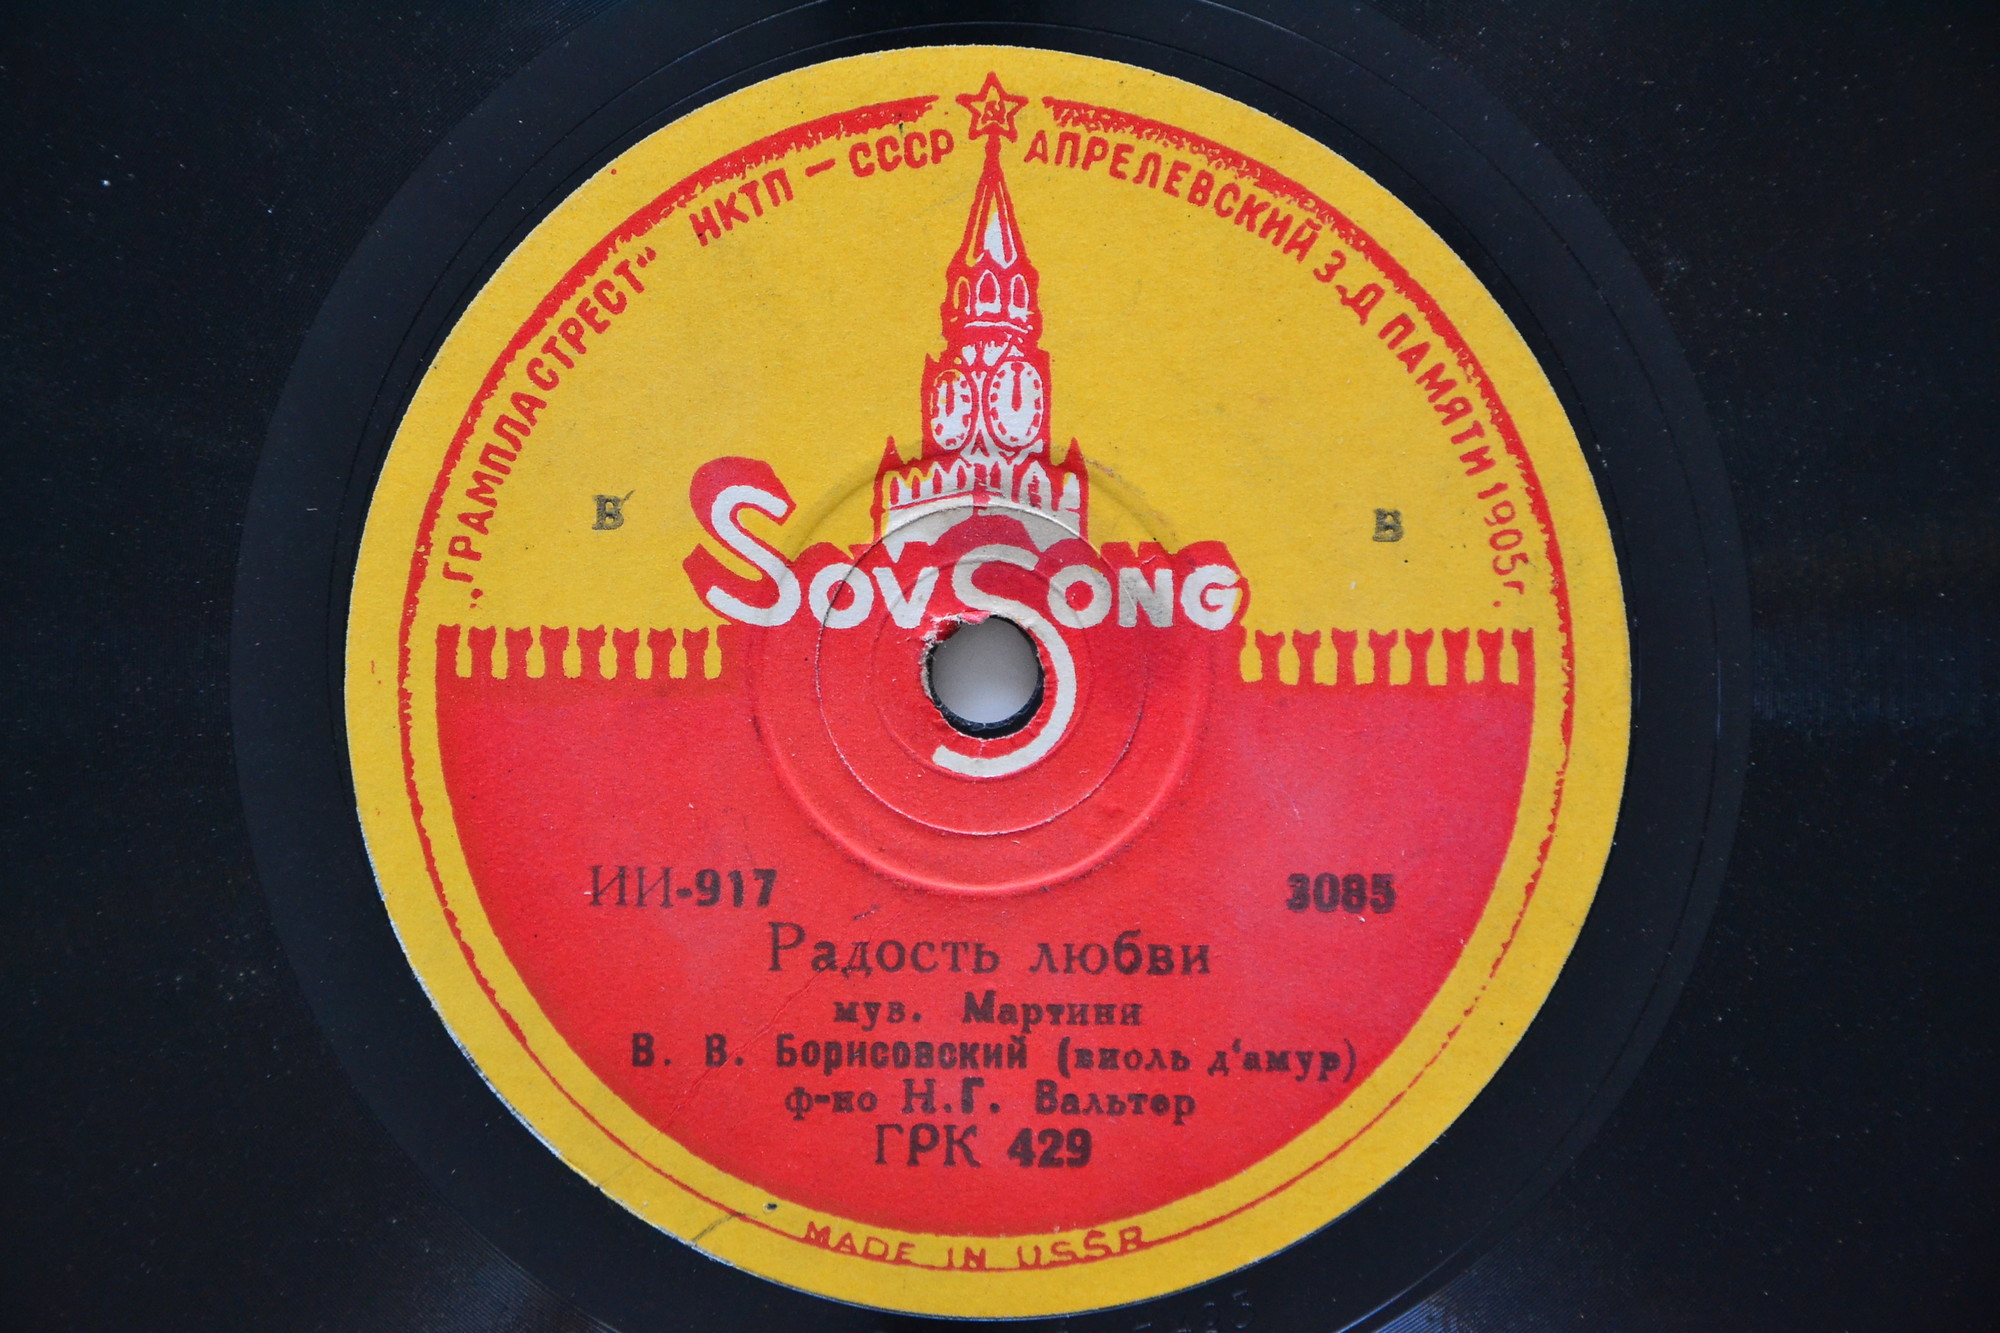 „ГРАМПЛАСТРЕСТ“ НКТП – СССР АПРЕЛЕВСКИЙ З-Д ПАМЯТИ 1905 г.
В В
SovSong
ИИ-917 3085
Радость любви
муз. Мартини
В. В. Борисовский (виоль д‘амур)
ф-но Н.Г. Вальтер
ГРК 429
MADE IN USSR